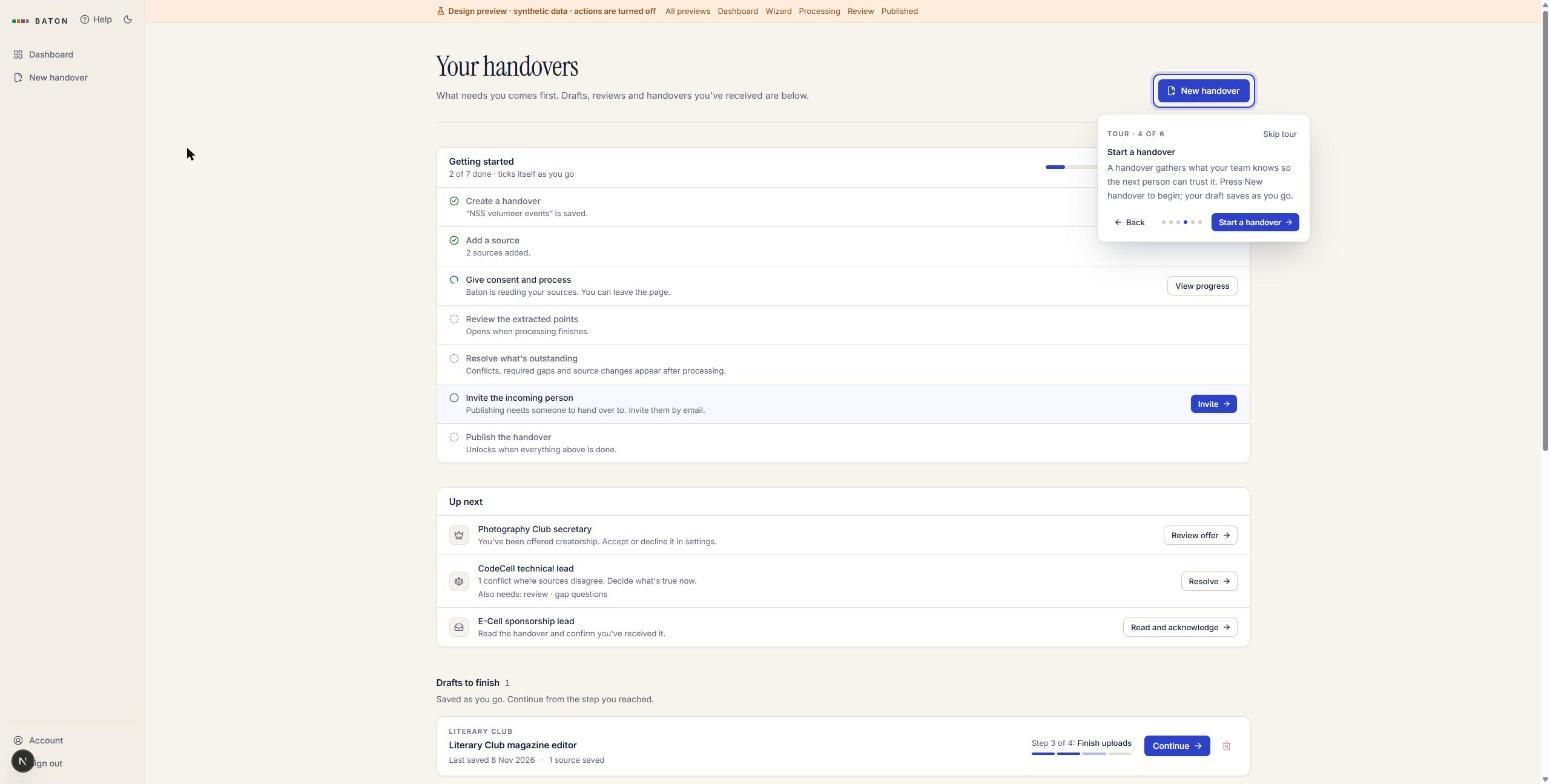 BATON
Help
Dashboard
New handover
Design preview · synthetic data · actions are turned off All previews Dashboard Wizard Processing Review Published
Your handovers
What needs you comes first. Drafts, reviews and handovers you've received are below.
New handover
TOUR · 4 OF 6
Skip tour
Start a handover
A handover gathers what your team knows so
the next person can trust it. Press New
handover to begin; your draft saves as you go.
Back
Start a handover
Getting started
2 of 7 done · ticks itself as you go
Create a handover
"NSS volunteer events" is saved.
Add a source
2 sources added.
Give consent and process
Baton is reading your sources. You can leave the page.
View progress
Review the extracted points
Opens when processing finishes.
Resolve what's outstanding
Conflicts, required gaps and source changes appear after processing.
Invite the incoming person
Publishing needs someone to hand over to. Invite them by email.
Invite
Publish the handover
Unlocks when everything above is done.
Up next
Photography Club secretary
You've been offered creatorship. Accept or decline it in settings.
Review offer
CodeCell technical lead
1 conflict where sources disagree. Decide what's true now.
Also needs: review · gap questions
Resolve
E-Cell sponsorship lead
Read the handover and confirm you've received it.
Read and acknowledge
Drafts to finish 1
Saved as you go. Continue from the step you reached.
LITERARY CLUB
Literary Club magazine editor
Last saved 8 Nov 2026 · 1 source saved
Step 3 of 4: Finish uploads
Continue
Account
N
ign out